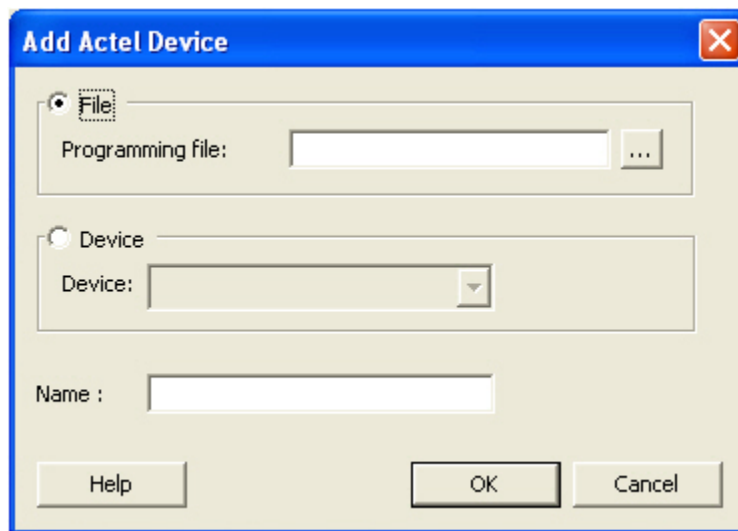 Add Actel Device
File
Programming file:
...
Device
Device:
Name :
Help OK Cancel